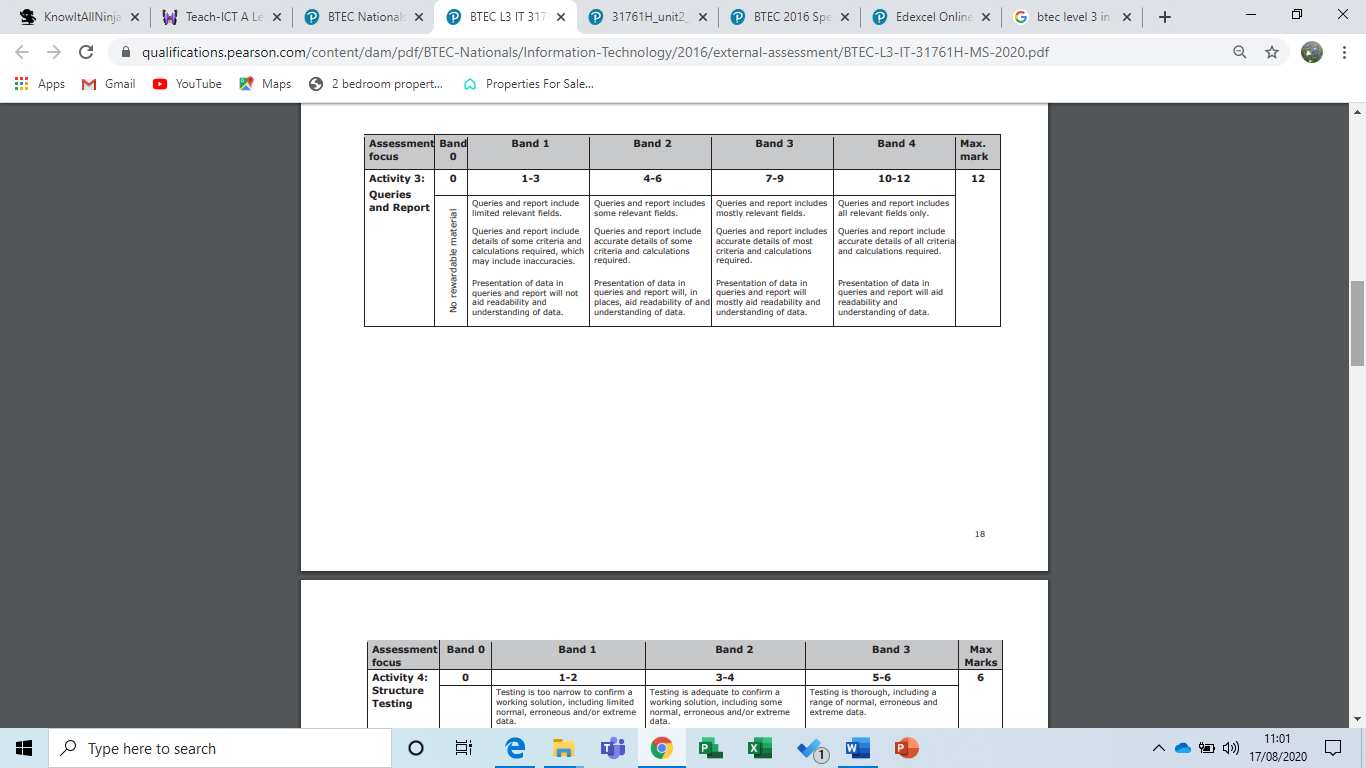 KnowItAllNinja
Teach-ICT A Le
BTEC Nationals
BTEC L3 IT 317
31761H_unit2_
BTEC 2016 Spe
Edexcel Online
btec level 3 in
qualifications.pearson.com/content/dam/pdf/BTEC-Nationals/Information-Technology/2016/external-assessment/BTEC-L3-IT-31761H-MS-2020.pdf
Apps
Gmail
YouTube
Maps
2 bedroom propert...
Properties For Sale...
Assessment focus
Band 0
Band 1
Band 2
Band 3
Band 4
Max. mark
Activity 3:
Queries
and Report
0
1-3
4-6
7-9
10-12
12
No rewardable material
Queries and report include
limited relevant fields.
Queries and report include
details of some criteria and
calculations required, which
may include inaccuracies.
Presentation of data in
queries and report will not
aid readability and
understanding of data.
Queries and report includes
some relevant fields.
Queries and report include
accurate details of some
criteria and calculations
required.
Presentation of data in
queries and report will, in
places, aid readability of and
understanding of data.
Queries and report includes
mostly relevant fields.
Queries and report includes
accurate details of most
criteria and calculations
required.
Presentation of data in
queries and report will
mostly aid readability and
understanding of data.
Queries and report includes
all relevant fields only.
Queries and report include
accurate details of all criteria
and calculations required.
Presentation of data in
queries and report will aid
readability and
understanding of data.
18
Assessment
focus
Band 0
Band 1
Band 2
Band 3
Max
Marks
Activity 4:
Structure
Testing
0
1-2
3-4
5-6
6
Testing is too narrow to confirm a
working solution, including limited
normal, erroneous and/or extreme
data.
Testing is adequate to confirm a
working solution, including some
normal, erroneous and/or extreme
data.
Testing is thorough, including a
range of normal, erroneous and
extreme data.
Type here to search
11:01
17/08/2020